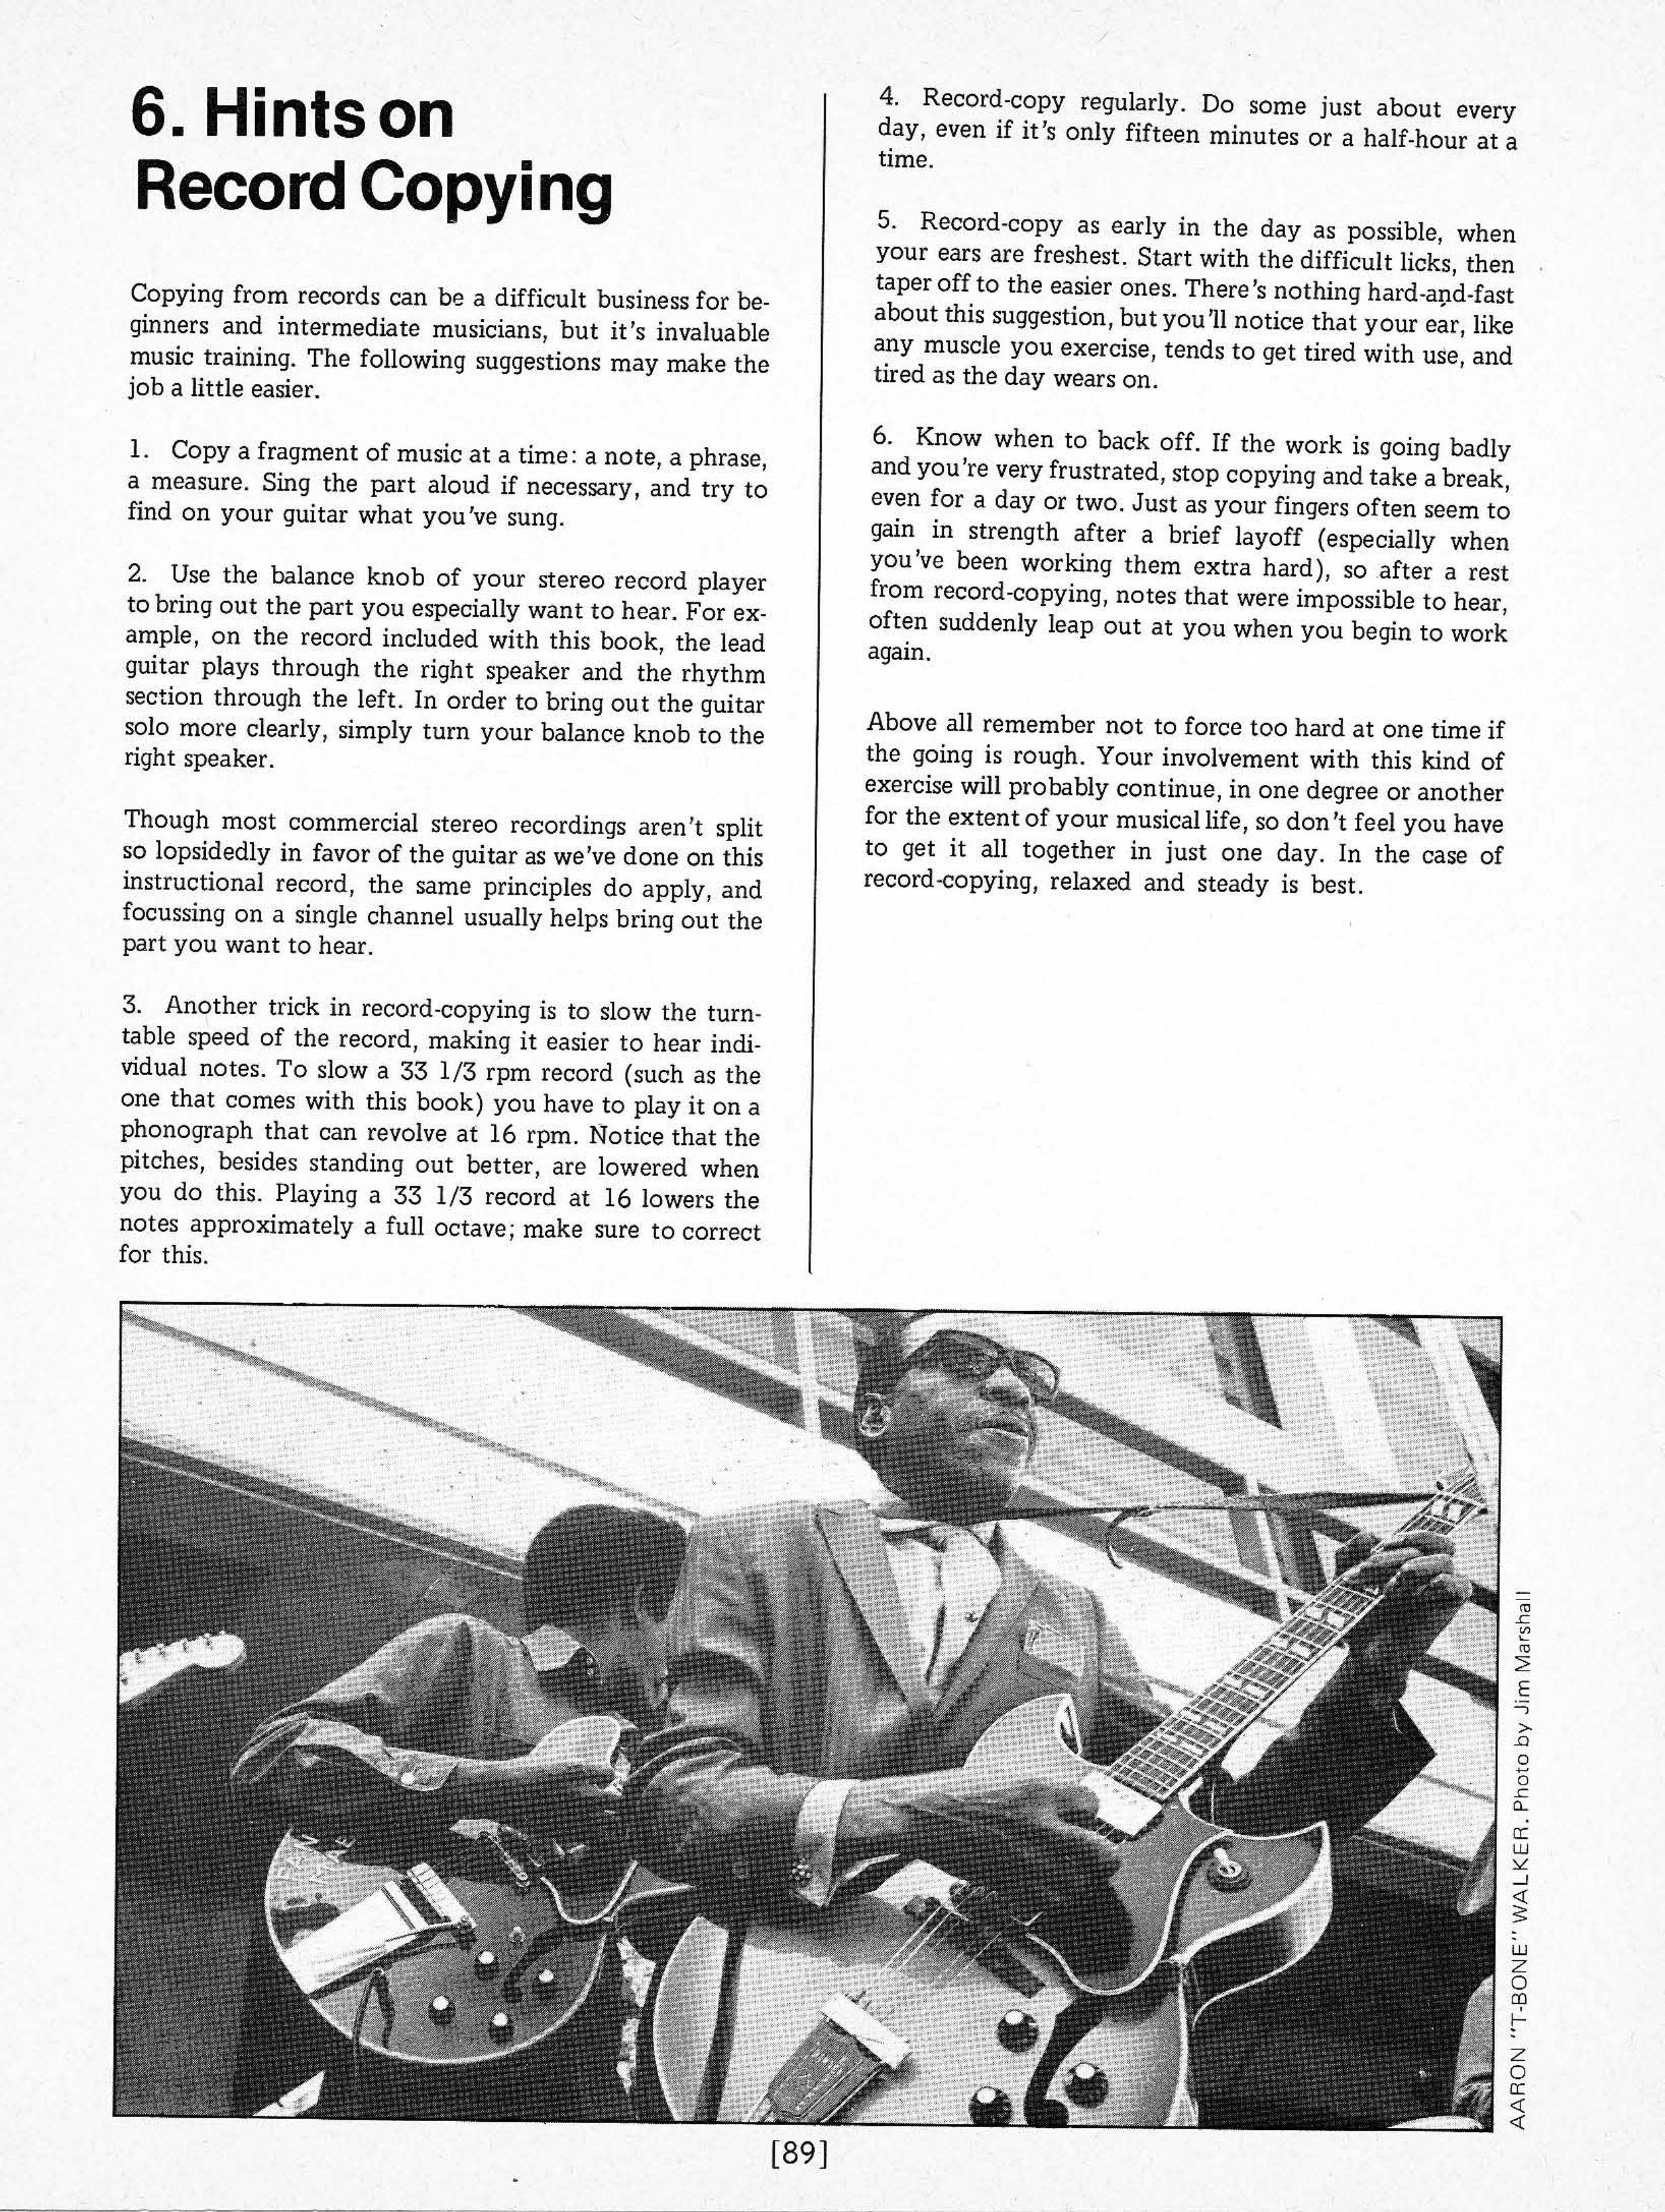 6. Hints on
Record Copying
Copying from records can be a difficult business for be-
ginners and intermediate musicians, but it's invaluable
music training. The following suggestions may make the
job a little easier.
1. Copy a fragment of music at a time: a note, a phrase,
a measure. Sing the part aloud if necessary, and try to
find on your guitar what you've sung.
2. Use the balance knob of your stereo record player
to bring out the part you especially want to hear. For ex-
ample, on the record included with this book, the lead
guitar plays through the right speaker and the rhythm
section through the left. In order to bring out the guitar
solo more clearly, simply turn your balance knob to the
right speaker.
Though most commercial stereo recordings aren't split
so lopsidedly in favor of the guitar as we've done on this
instructional record, the same principles do apply, and
focussing on a single channel usually helps bring out the
part you want to hear.
3. Another trick in record-copying is to slow the turn-
table speed of the record, making it easier to hear indi-
vidual notes. To slow a 33 1/3 rpm record (such as the
one that comes with this book) you have to play it on a
phonograph that can revolve at 16 rpm. Notice that the
pitches, besides standing out better, are lowered when
you do this. Playing a 33 1/3 record at 16 lowers the
notes approximately a full octave; make sure to correct
for this.
4. Record-copy regularly. Do some just about every
day, even if it's only fifteen minutes or a half-hour at a
time.
5. Record-copy as early in the day as possible, when
your ears are freshest. Start with the difficult licks, then
taper off to the easier ones. There's nothing hard-and-fast
about this suggestion, but you'll notice that your ear, like
any muscle you exercise, tends to get tired with use, and
tired as the day wears on.
6. Know when to back off. If the work is going badly
and you're very frustrated, stop copying and take a break,
even for a day or two. Just as your fingers often seem to
gain in strength after a brief layoff (especially when
you've been working them extra hard), so after a rest
from record-copying, notes that were impossible to hear,
often suddenly leap out at you when you begin to work
again.
Above all remember not to force too hard at one time if
the going is rough. Your involvement with this kind of
exercise will probably continue, in one degree or another
for the extent of your musical life, so don't feel you have
to get it all together in just one day. In the case of
record-copying, relaxed and steady is best.
AARON "T-BONE" WALKER. Photo by Jim Marshall
[89]